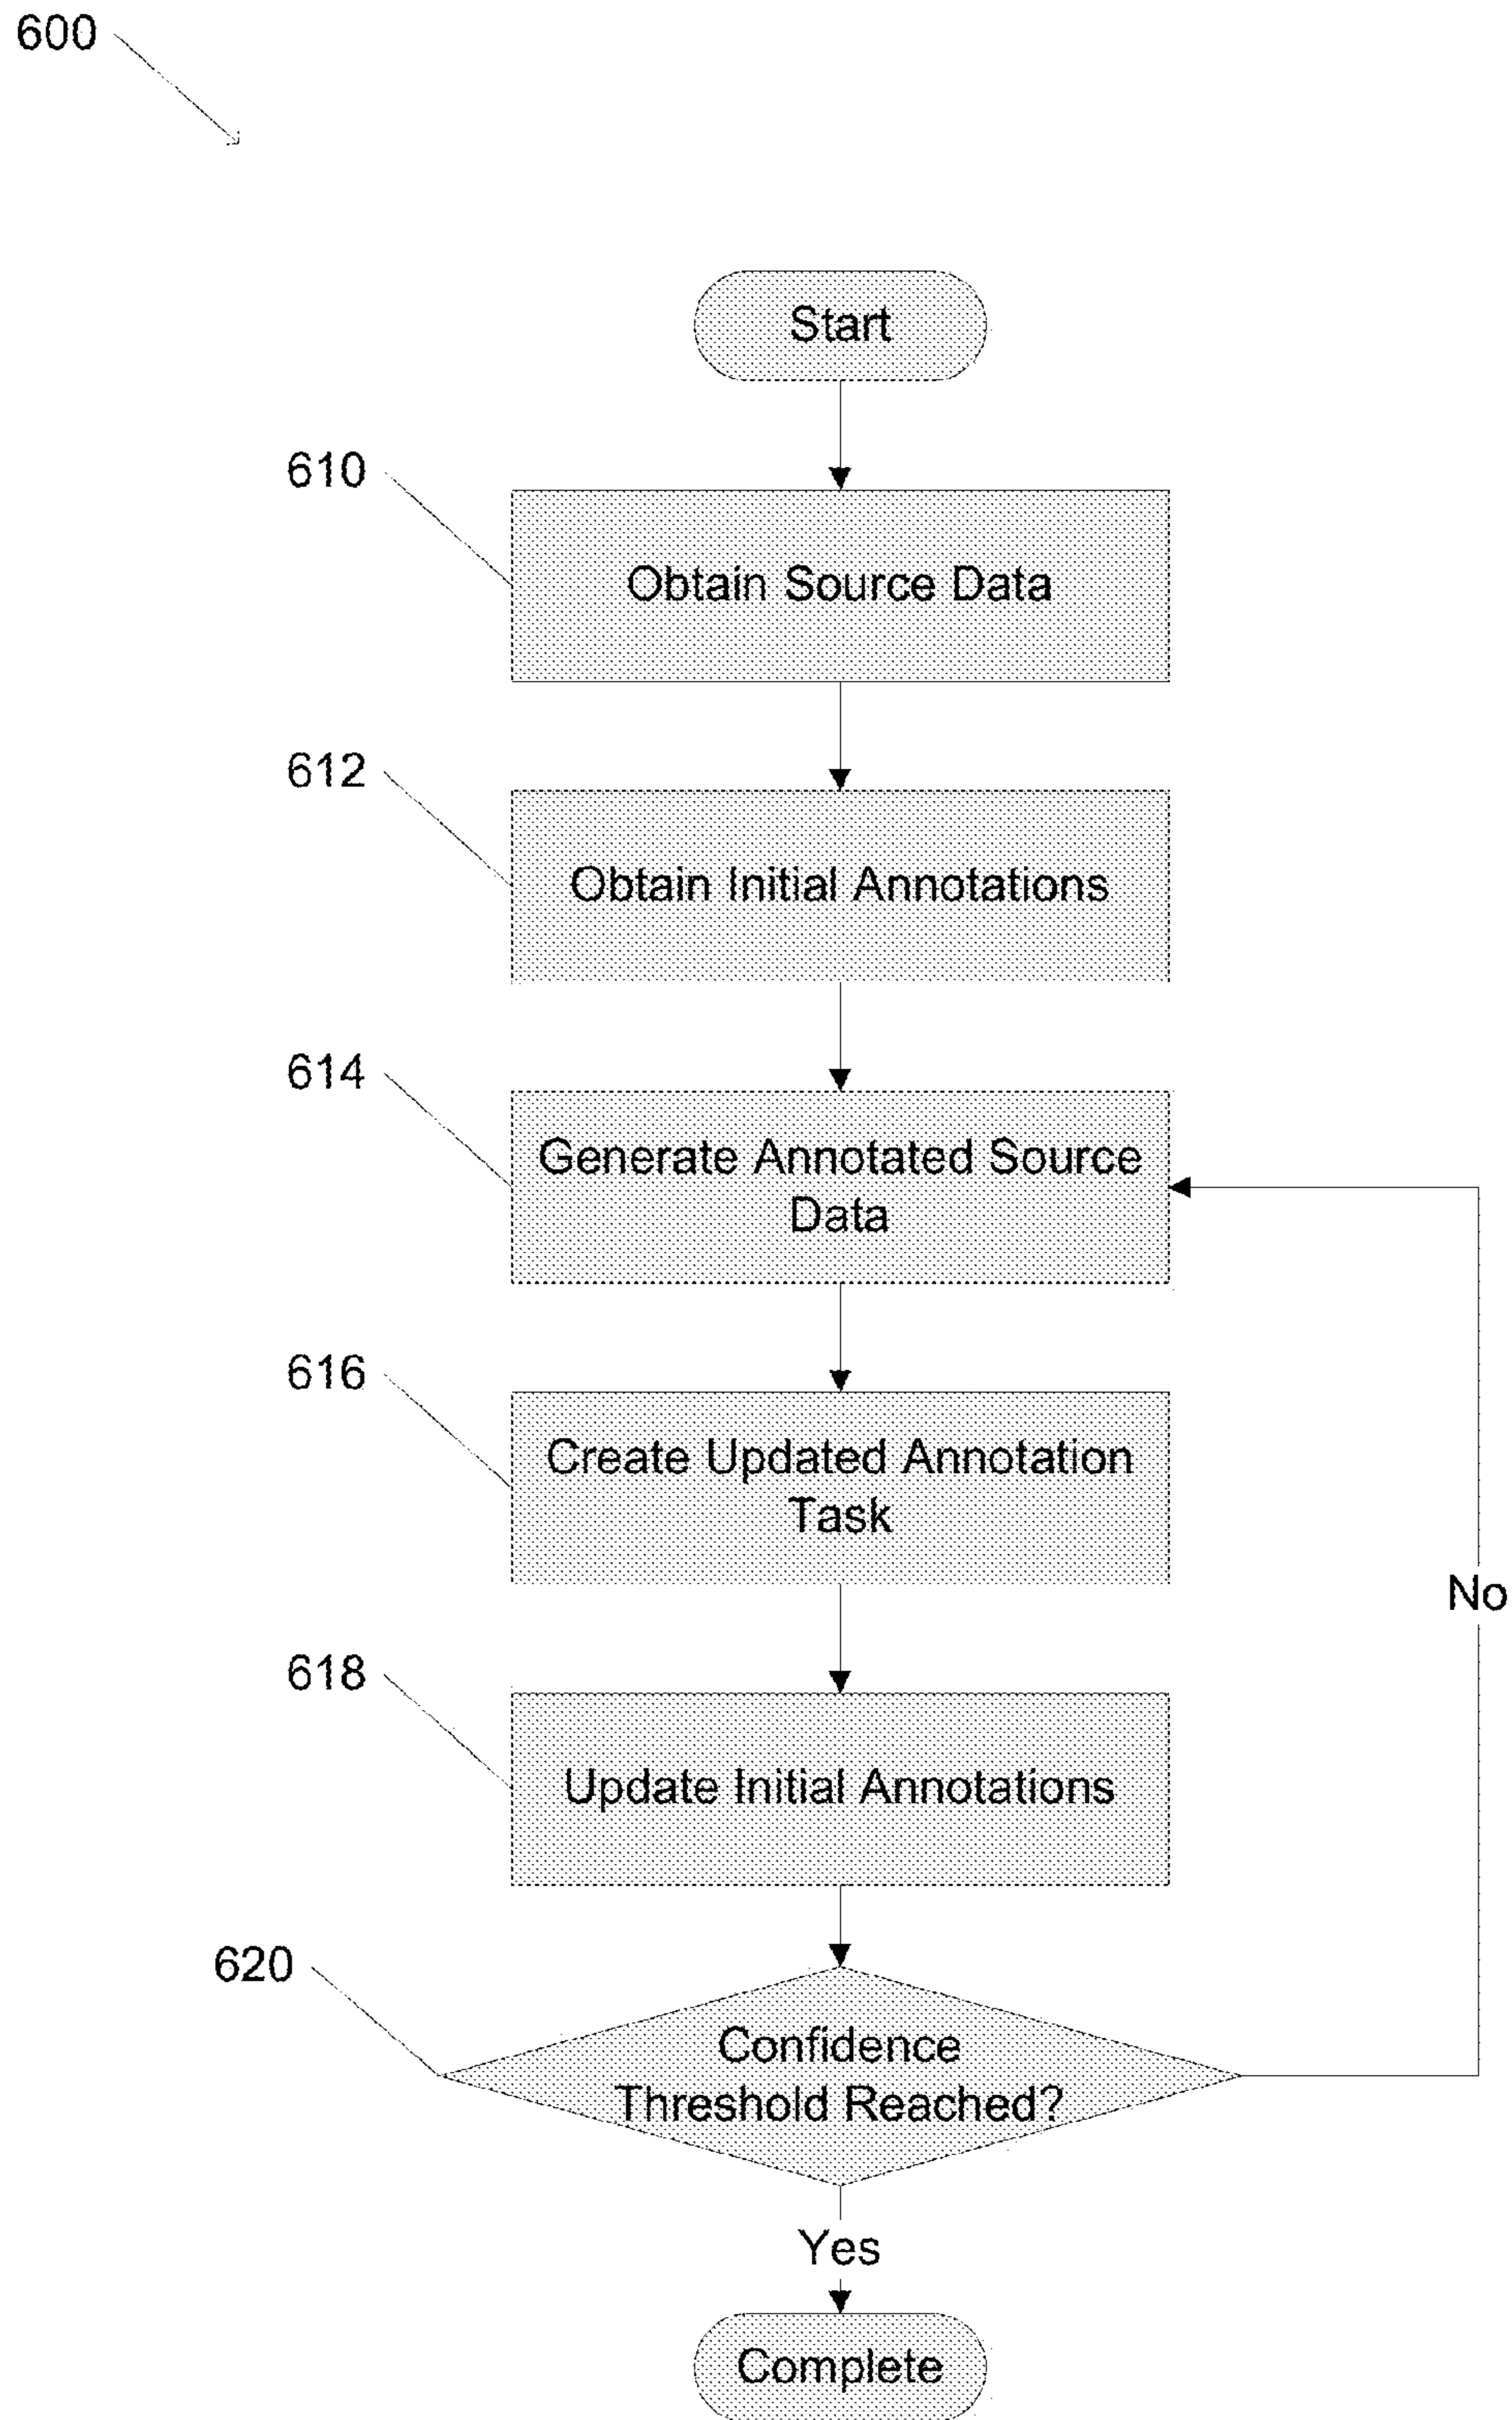 600
Start
610
Obtain Source Data
612
Obtain Initial Annotations
614
Generate Annotated Source
Data
616
Create Updated Annotation
Task
No
618
Update Initial Annotations
620
Confidence
Threshold Reached?
Yes
Complete